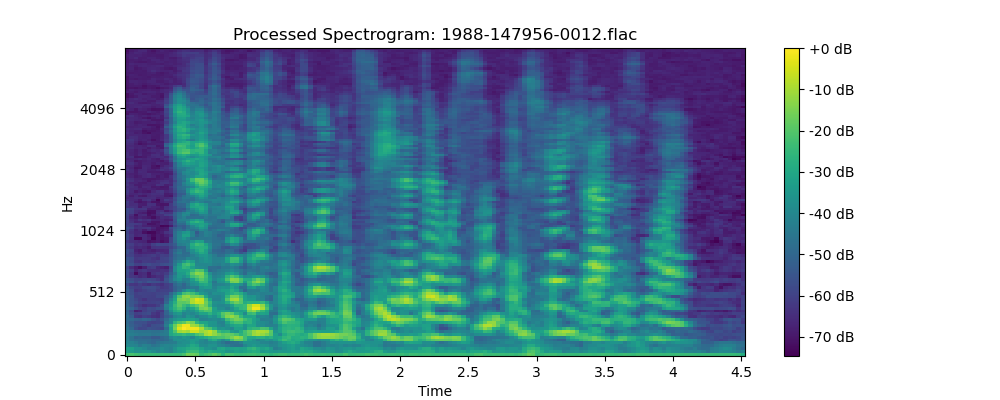 Processed Spectrogram: 1988-147956-0012.flac
Hz
4096
2048
1024
512
0
0 0.5 1 1.5 2 2.5 3 3.5 4 4.5
Time
+0 dB
-10 dB
-20 dB
-30 dB
-40 dB
-50 dB
-60 dB
-70 dB